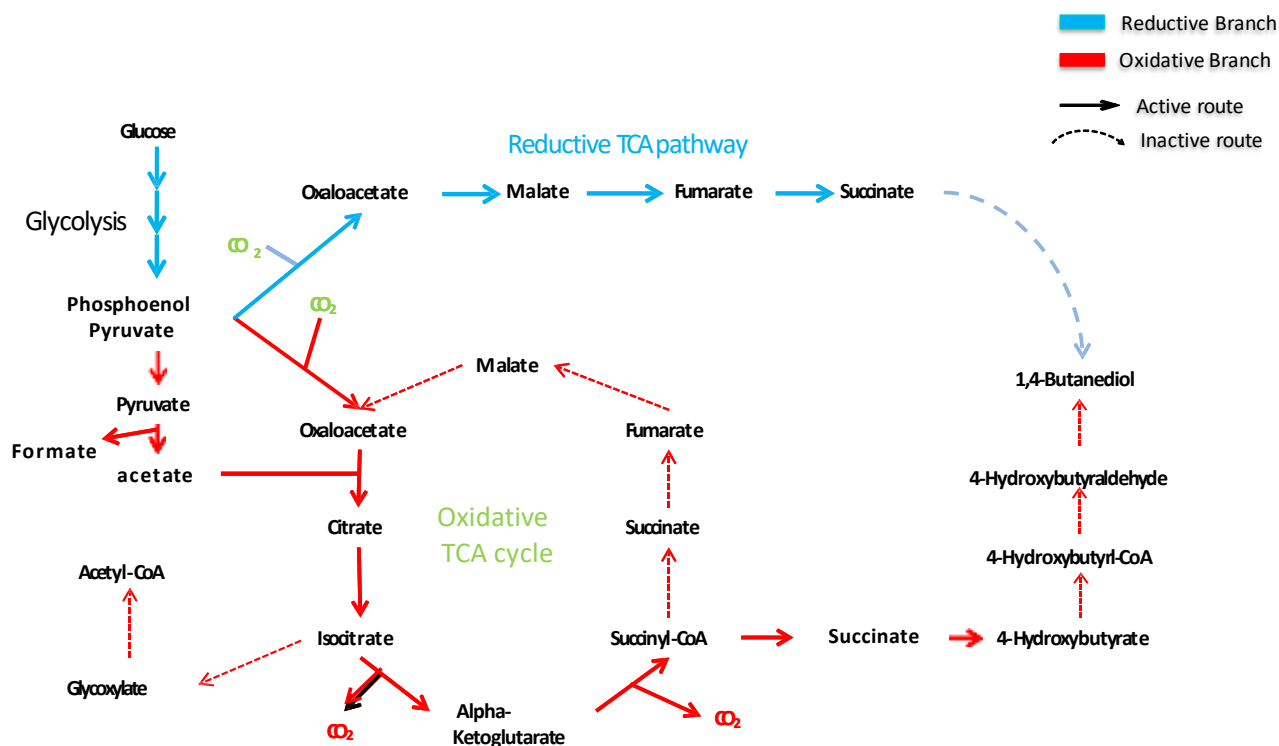 Reductive Branch
Oxidative Branch
Active route
Inactive route
Glucose
Reductive TCA pathway
Oxaloacetate
Malate
Fumarate
Succinate
Glycolysis
CO 2
Phosphoenol
Pyruvate
CO2
Malate
1,4-Butanediol
Pyruvate
Oxaloacetate
Fumarate
Formate
acetate
4-Hydroxybutyraldehyde
Citrate
Oxidative
TCA cycle
Succinate
4-Hydroxybutyrl-CoA
Acetyl-CoA
Isocitrate
Succinyl-CoA
Succinate
4-Hydroxybutyrate
Glycoxylate
CO2
Alpha-
Ketoglutarate
CO2